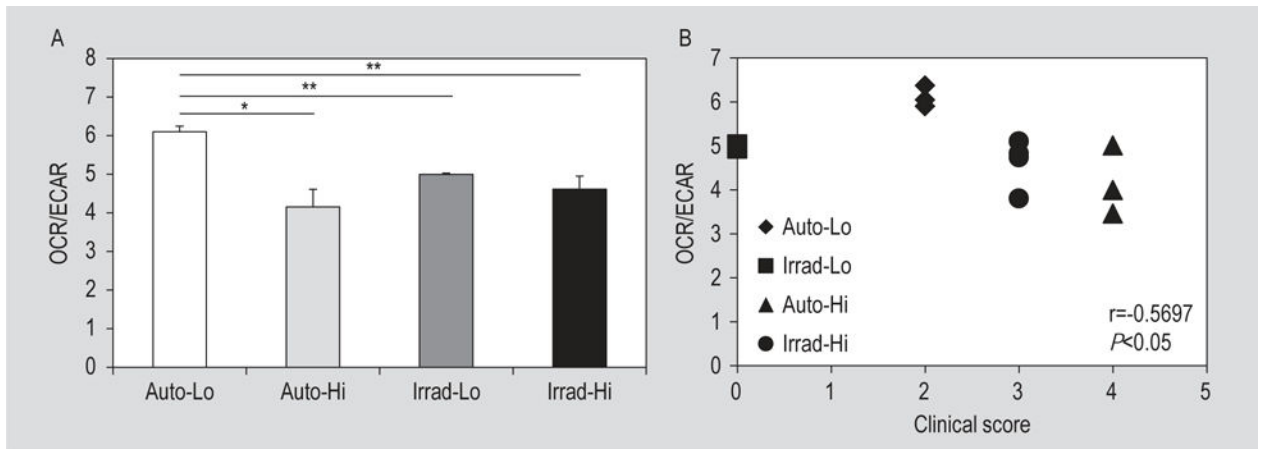 A
OCR/ECAR
8
7
6
5
4
3
2
1
0
**
**
*
Auto-Lo Auto-Hi Irrad-Lo Irrad-Hi
B
OCR/ECAR
7
6
5
4
3
2
1
0
Auto-Lo
Irrad-Lo
Auto-Hi
Irrad-Hi
r=-0.5697
P<0.05
0 1 2 3 4 5
Clinical score